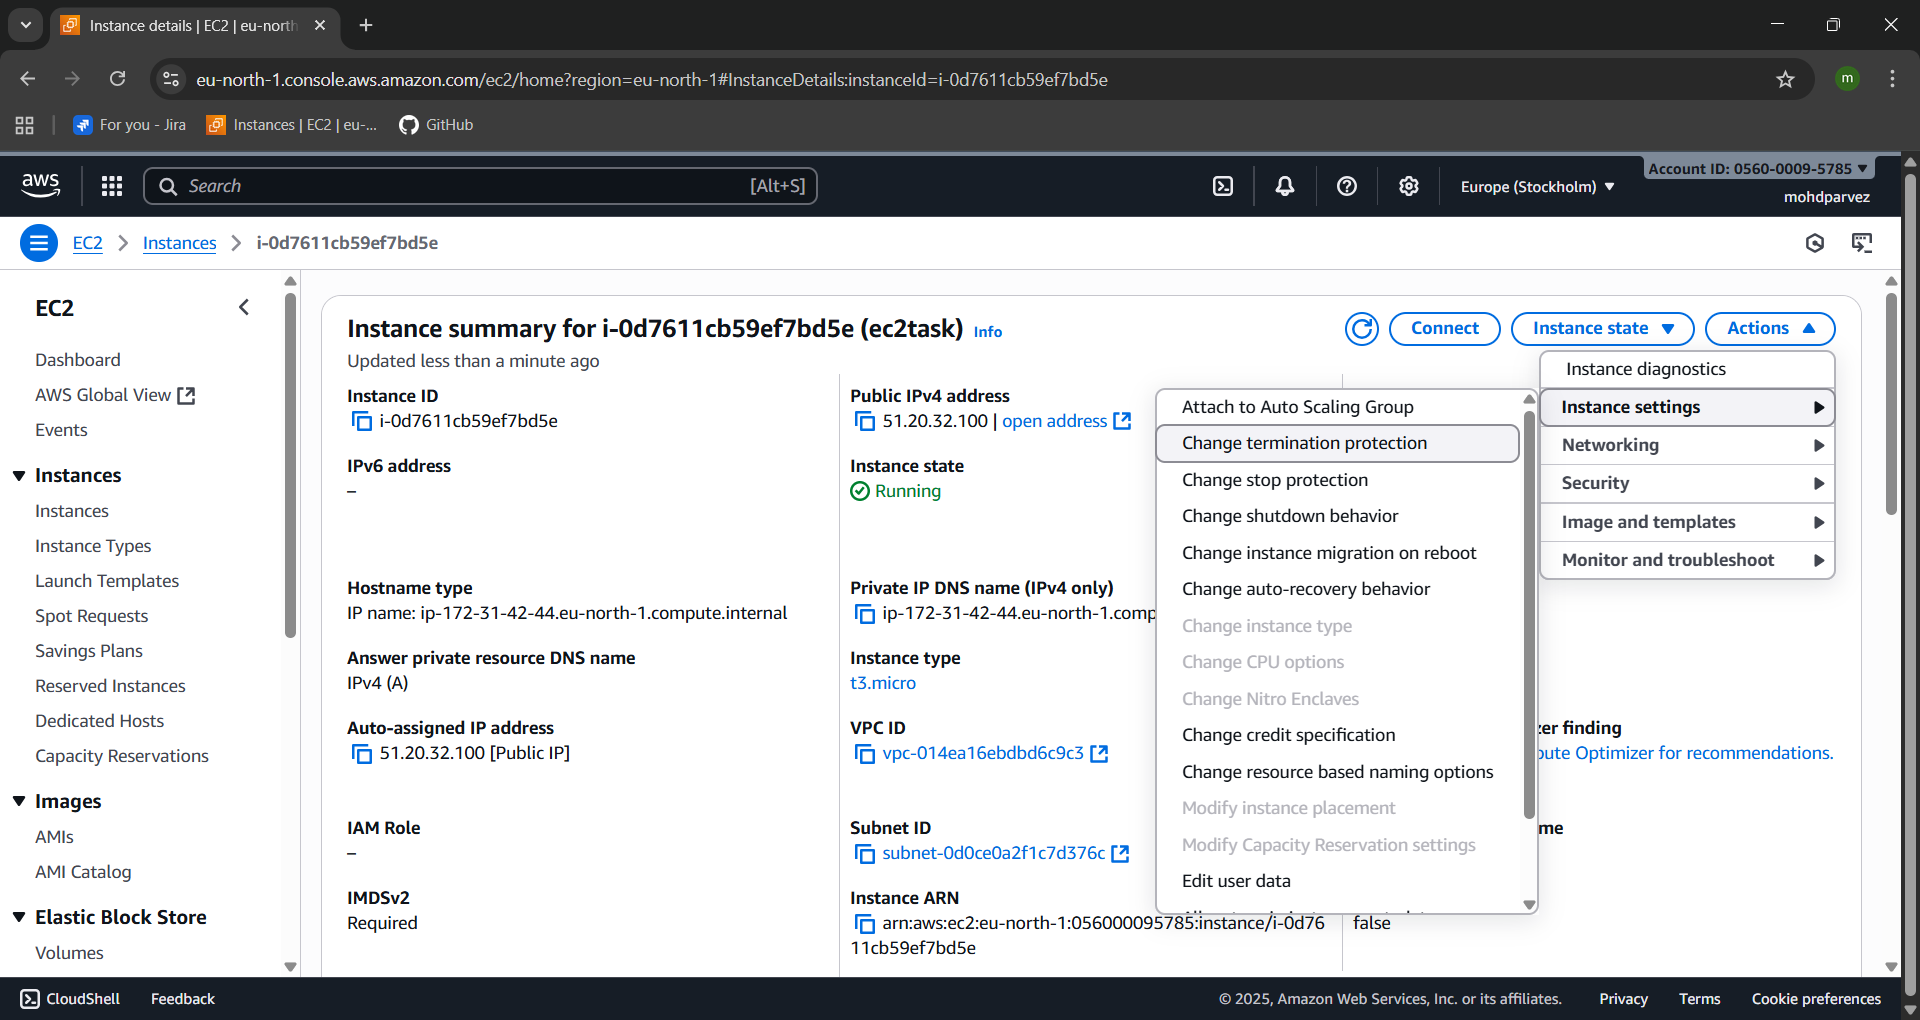 Instance details | EC2 | eu-north
eu-north-1.console.aws.amazon.com/ec2/home?region=eu-north-1#InstanceDetails:instanceId=i-0d7611cb59ef7bd5e
m
For you - Jira
Instances | EC2 | eu-...
GitHub
aws
Search
[Alt+S]
Europe (Stockholm)
Account ID: 0560-0009-5785
mohdparvez
EC2
Instances
i-0d7611cb59ef7bd5e
EC2
Dashboard
AWS Global View
Events
Instances
Instances
Instance Types
Launch Templates
Spot Requests
Savings Plans
Reserved Instances
Dedicated Hosts
Capacity Reservations
Images
AMIs
AMI Catalog
Elastic Block Store
Volumes
Instance summary for i-0d7611cb59ef7bd5e (ec2task) Info
Updated less than a minute ago
Connect
Instance state
Actions
Instance ID
i-0d7611cb59ef7bd5e
IPv6 address
–
Hostname type
IP name: ip-172-31-42-44.eu-north-1.compute.internal
Answer private resource DNS name
IPv4 (A)
Auto-assigned IP address
51.20.32.100 [Public IP]
IAM Role
–
IMDSv2
Required
Public IPv4 address
51.20.32.100 | open address
Instance state
Running
Private IP DNS name (IPv4 only)
ip-172-31-42-44.eu-north-1.comp
Instance type
t3.micro
VPC ID
vpc-014ea16ebdbd6c9c3
Subnet ID
subnet-0d0ce0a2f1c7d376c
Instance ARN
arn:aws:ec2:eu-north-1:056000095785:instance/i-0d76
11cb59ef7bd5e
Attach to Auto Scaling Group
Change termination protection
Change stop protection
Change shutdown behavior
Change instance migration on reboot
Change auto-recovery behavior
Change instance type
Change CPU options
Change Nitro Enclaves
Change credit specification
Change resource based naming options
Modify instance placement
Modify Capacity Reservation settings
Edit user data
Instance diagnostics
Instance settings
Networking
Security
Image and templates
Monitor and troubleshoot
zer finding
oute Optimizer for recommendations.
me
false
CloudShell
Feedback
© 2025, Amazon Web Services, Inc. or its affiliates.
Privacy
Terms
Cookie preferences